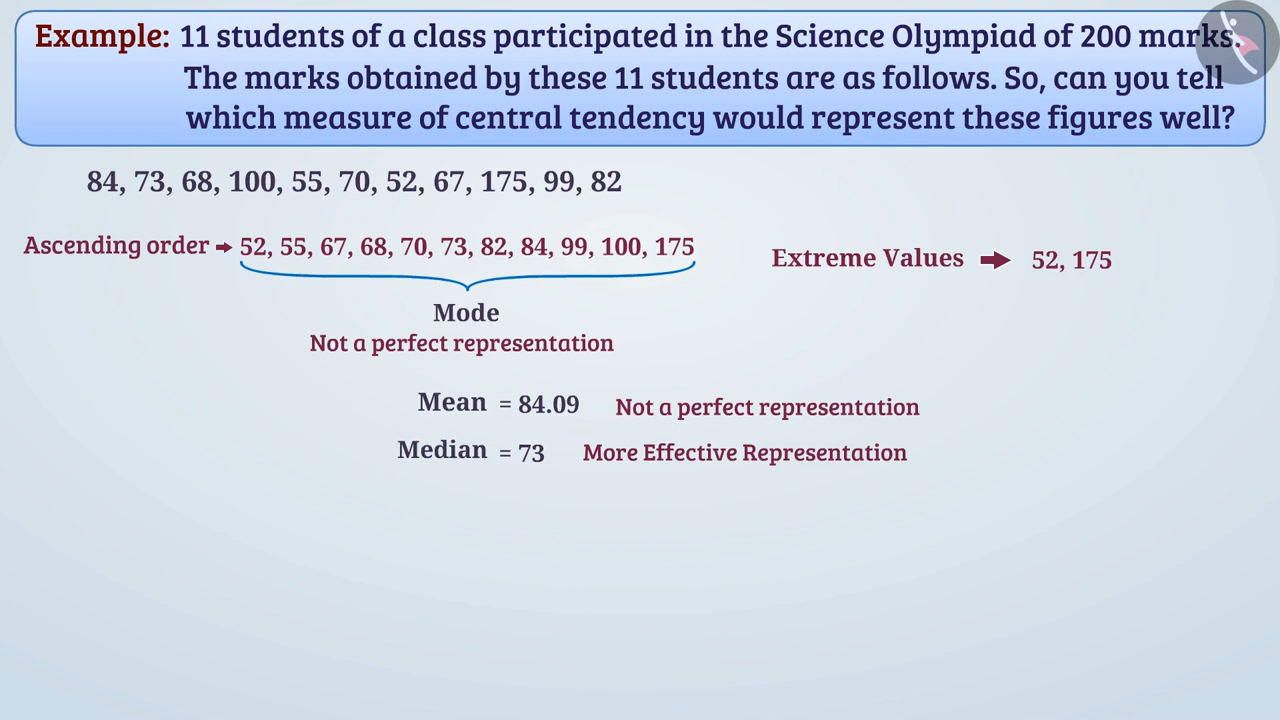 Example: 11 students of a class participated in the Science Olympiad of 200 marks.
The marks obtained by these 11 students are as follows. So, can you tell
which measure of central tendency would represent these figures well?
84, 73, 68, 100, 55, 70, 52, 67, 175, 99, 82
Ascending order → 52, 55, 67, 68, 70, 73, 82, 84, 99, 100, 175
Extreme Values → 52, 175
Mode
Not a perfect representation
Mean = 84.09 Not a perfect representation
Median = 73 More Effective Representation